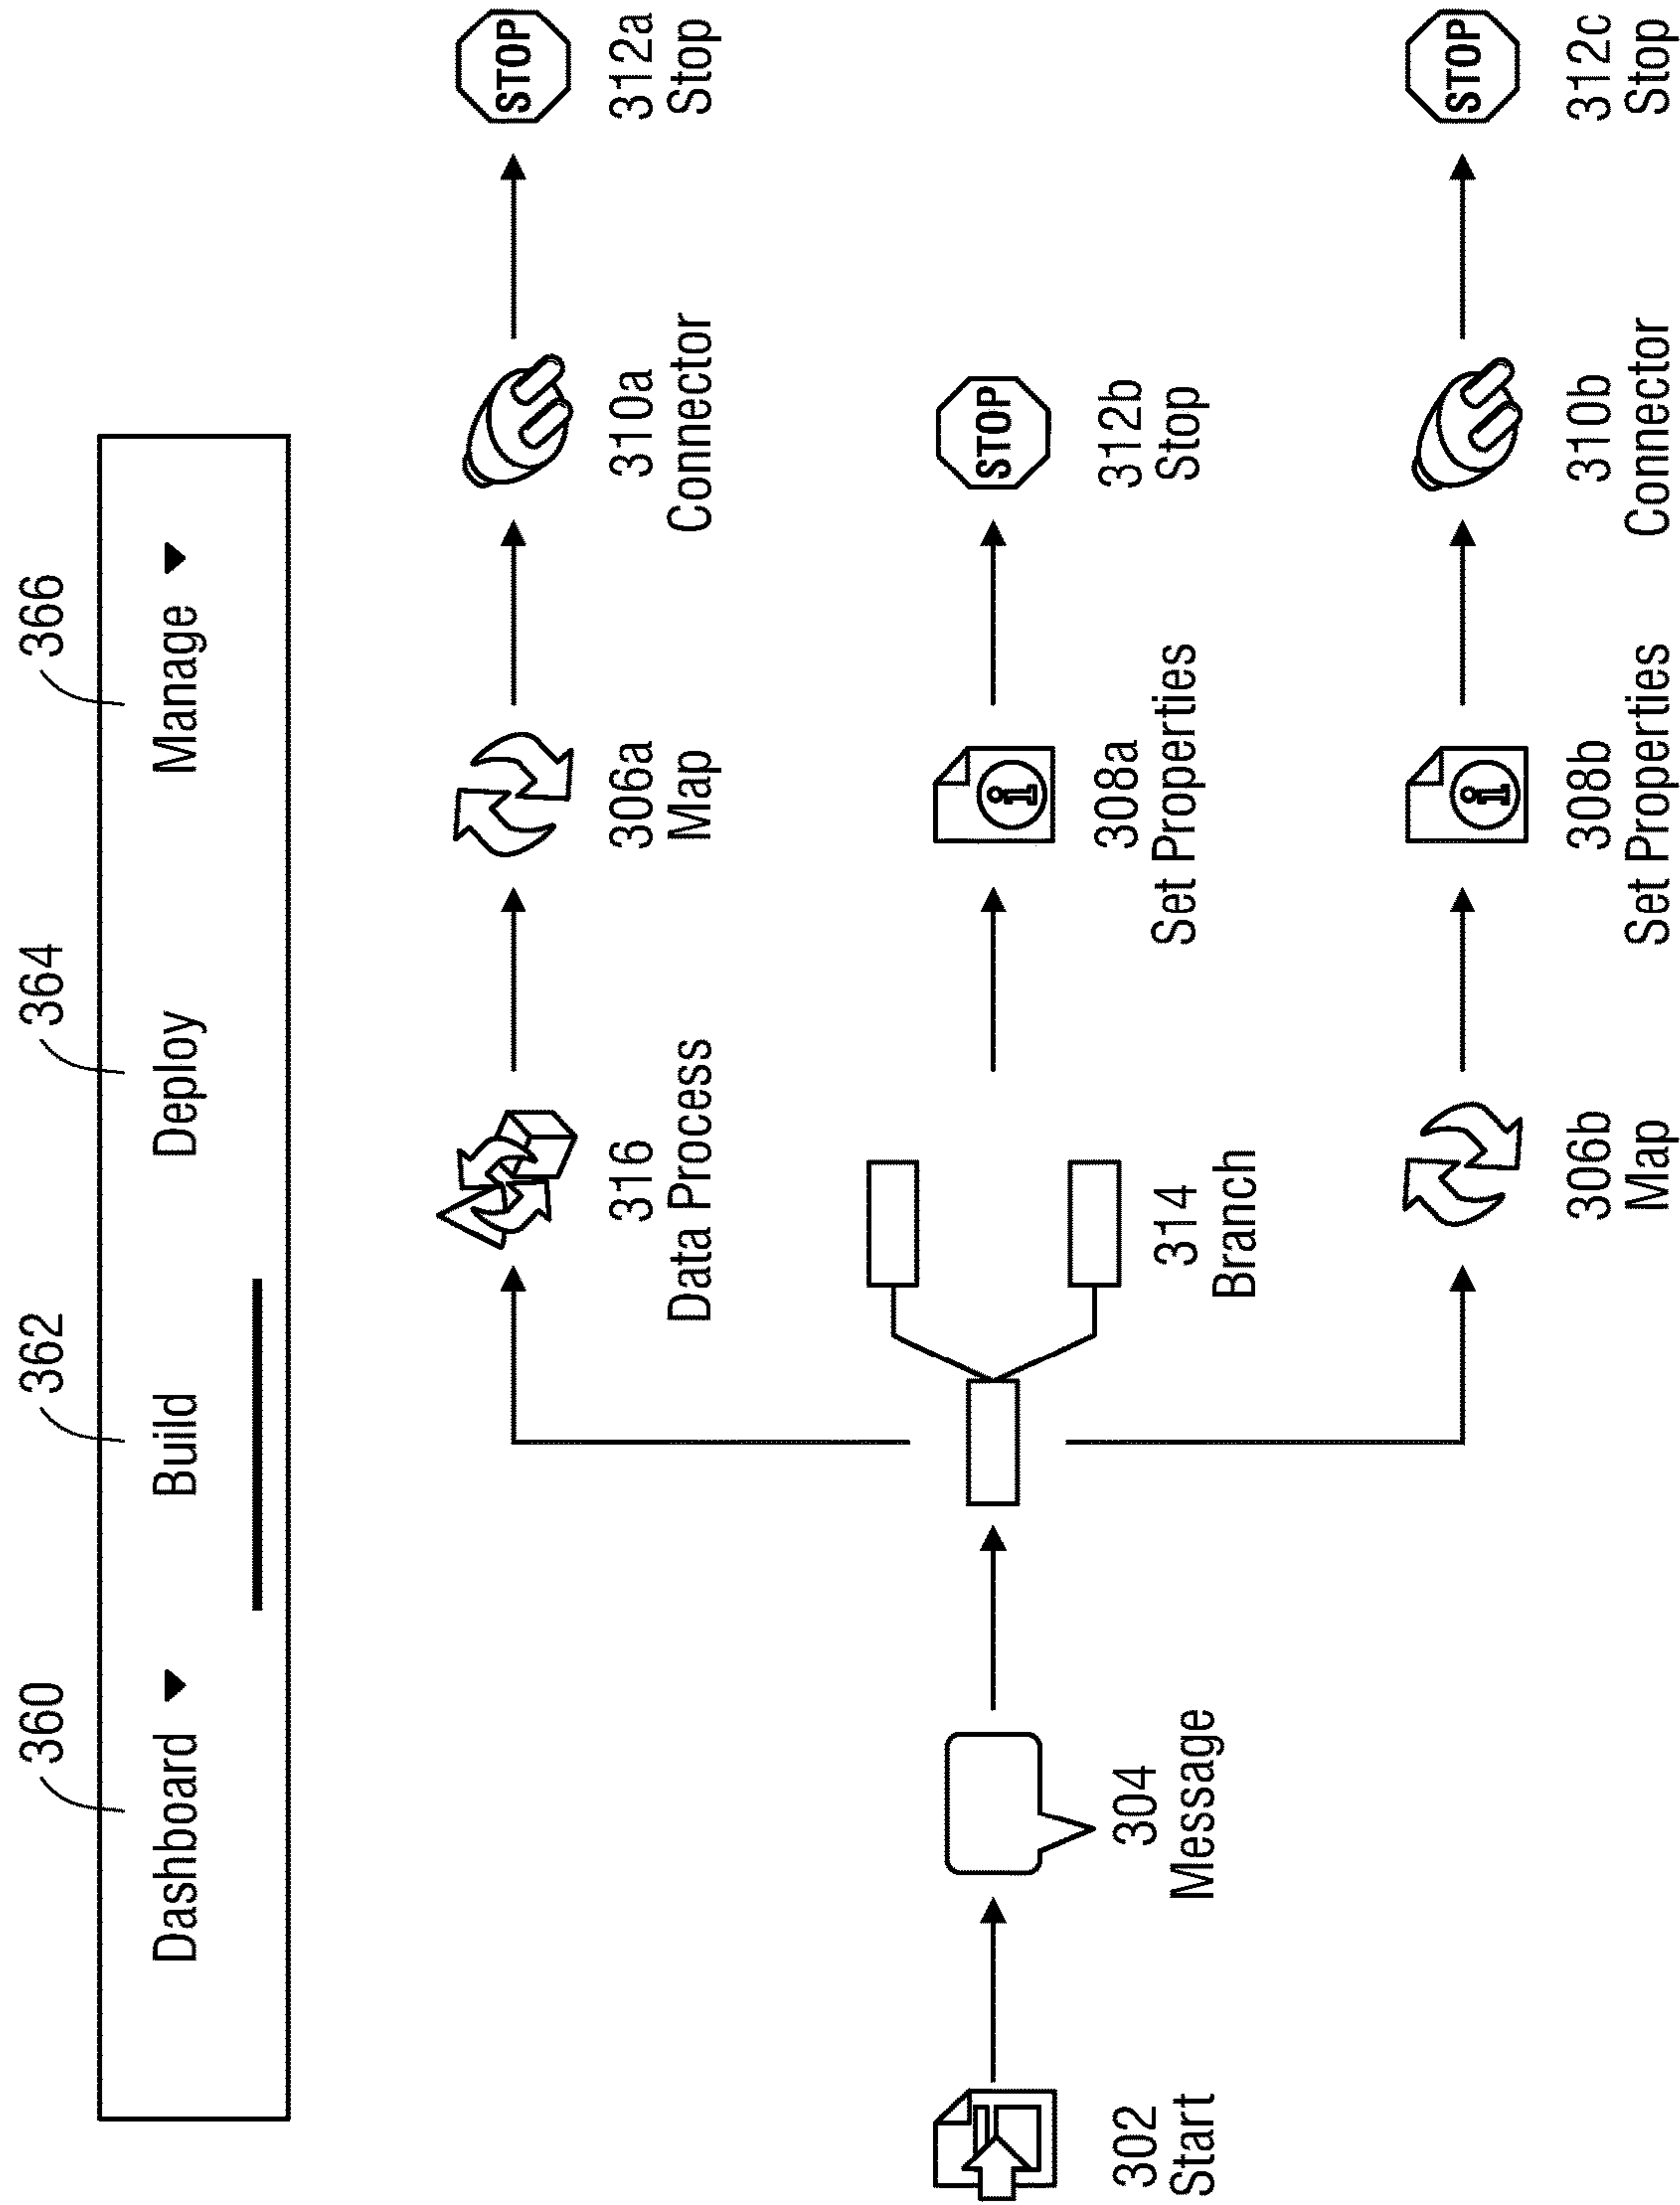 360
362
364
366
Dashboard ▼
Build
Deploy
Manage ▼
STOP
316
Data Process
306a
Map
310a
Connector
312a
Stop
STOP
302
Start
304
Message
314
Branch
308a
Set Properties
312b
Stop
STOP
306b
Map
308b
Set Properties
310b
Connector
312c
Stop